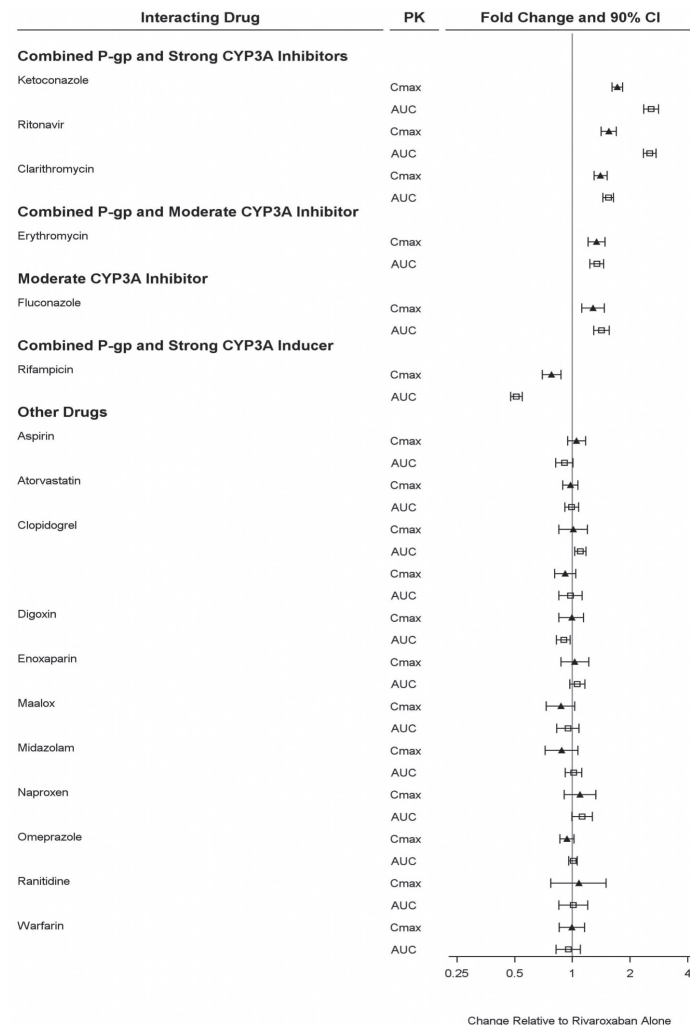 Interacting Drug PK Fold Change and 90% CI
Combined P-gp and Strong CYP3A Inhibitors
Ketoconazole Cmax
AUC
Ritonavir Cmax
AUC
Clarithromycin Cmax
AUC
Combined P-gp and Moderate CYP3A Inhibitor
Erythromycin Cmax
AUC
Moderate CYP3A Inhibitor
Fluconazole Cmax
AUC
Combined P-gp and Strong CYP3A Inducer
Rifampicin Cmax
AUC
Other Drugs
Aspirin Cmax
AUC
Atorvastatin Cmax
AUC
Clopidogrel Cmax
AUC
Cmax
AUC
Digoxin Cmax
AUC
Enoxaparin Cmax
AUC
Maalox Cmax
AUC
Midazolam Cmax
AUC
Naproxen Cmax
AUC
Omeprazole Cmax
AUC
Ranitidine Cmax
AUC
Warfarin Cmax
AUC
0.25 0.5 1 2 4
Change Relative to Rivaroxaban Alone